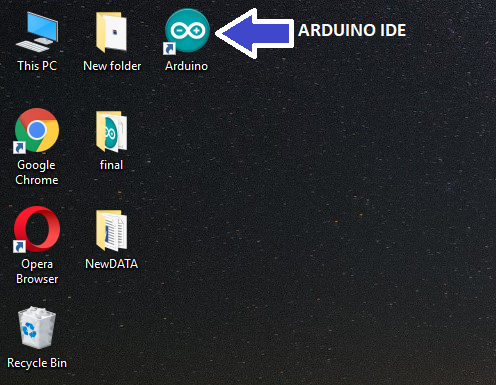 ARDUINO IDE
This PC
New folder
Arduino
Google
Chrome
final
Opera
Browser
NewDATA
Recycle Bin